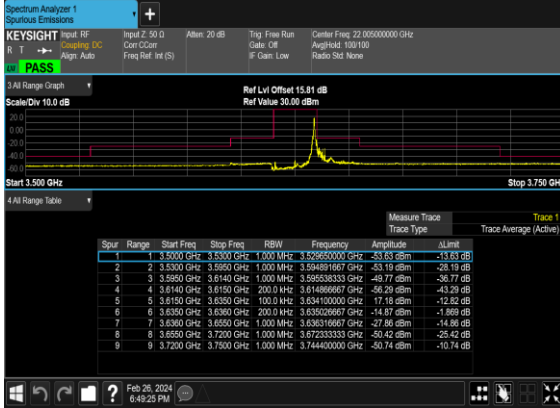 Spectrum Analyzer 1
Spurious Emissions
+
KEYSIGHT Input: RF Input Z: 50 Ω Atten: 20 dB Trig: Free Run Center Freq: 22.005000000 GHz
R T Coupling: DC Corr CCorr Gate: Off Avg|Hold: 100/100
Align: Auto Freq Ref: Int (S) IF Gain: Low Radio Std: None
PASS
3 All Range Graph Ref Lvl Offset 15.81 dB
Scale/Div 10.0 dB Ref Value 30.00 dBm
20.0
0.00
-20.0
-40.0
-60.0
Start 3.500 GHz Stop 3.750 GH
4 All Range Table
Measure Trace Trace 1
Trace Type Trace Average (Active)
Spur Range Start Freq Stop Freq RBW Frequency Amplitude ΔLimit
1 1 3.5000 GHz 3.5300 GHz 1.000 MHz 3.529650000 GHz -53.63 dBm -13.63 dB
2 2 3.5300 GHz 3.5950 GHz 1.000 MHz 3.594891667 GHz -53.19 dBm -28.19 dB
3 3 3.5950 GHz 3.6140 GHz 1.000 MHz 3.595538333 GHz -49.77 dBm -36.77 dB
4 4 3.6140 GHz 3.6150 GHz 200.0 kHz 3.614866667 GHz -56.29 dBm -43.29 dB
5 5 3.6150 GHz 3.6350 GHz 100.0 kHz 3.634100000 GHz 17.18 dBm -12.82 dB
6 6 3.6350 GHz 3.6360 GHz 200.0 kHz 3.635026667 GHz -14.87 dBm -1.869 dB
7 7 3.6360 GHz 3.6550 GHz 1.000 MHz 3.636316667 GHz -27.86 dBm -14.86 dB
8 8 3.6550 GHz 3.7200 GHz 1.000 MHz 3.672333333 GHz -50.42 dBm -25.42 dB
9 9 3.7200 GHz 3.7500 GHz 1.000 MHz 3.744400000 GHz -50.74 dBm -10.74 dB
? Feb 26, 2024
6:49:25 PM